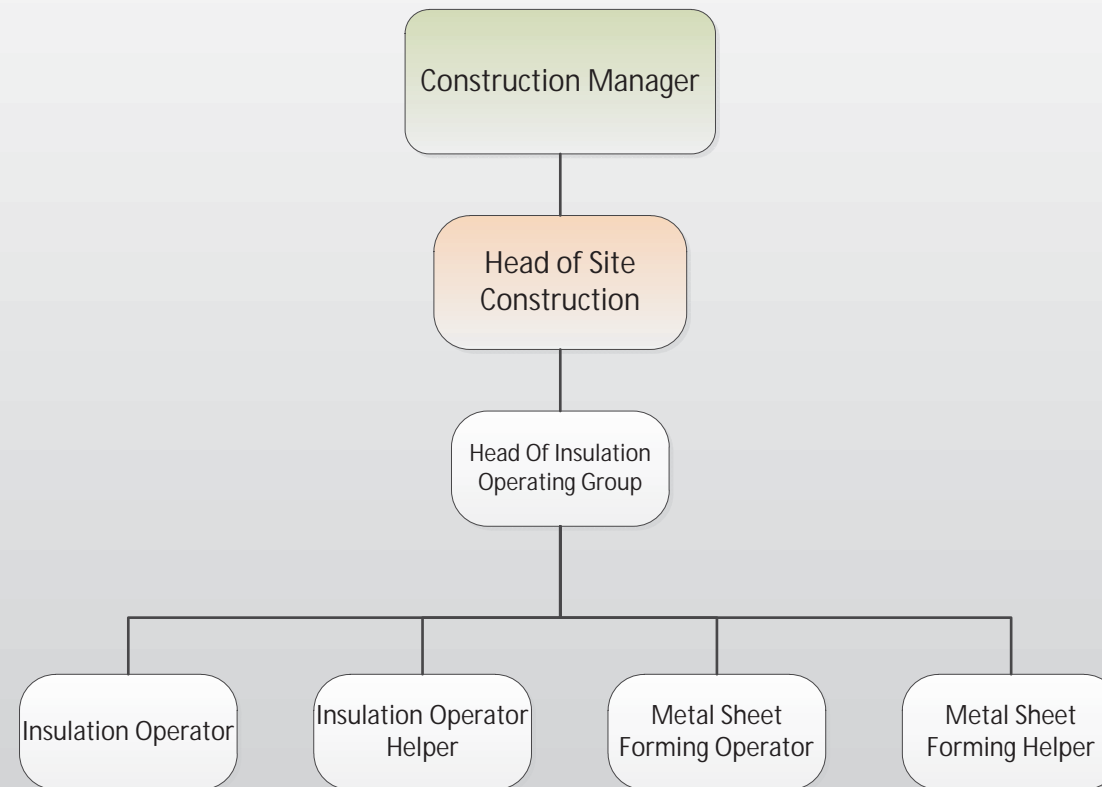 Construction Manager
Head of Site
Construction
Head Of Insulation
Operating Group
Insulation Operator
Insulation Operator
Helper
Metal Sheet
Forming Operator
Metal Sheet
Forming Helper